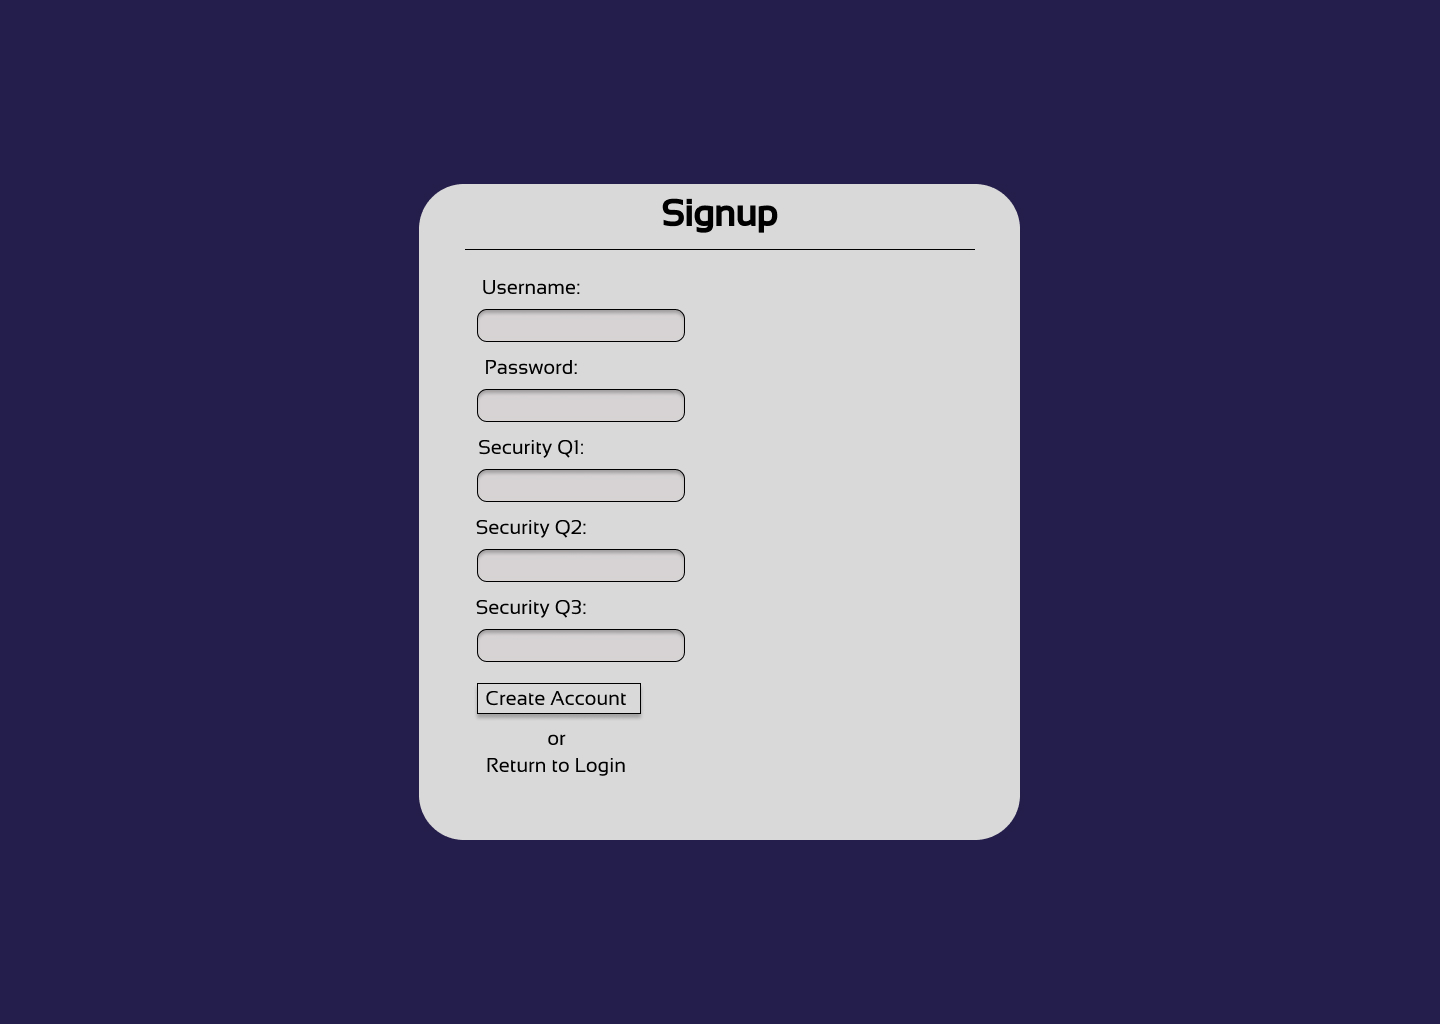 Signup
Username:
Password:
Security Q1:
Security Q2:
Security Q3:
Create Account
or
Return to Login